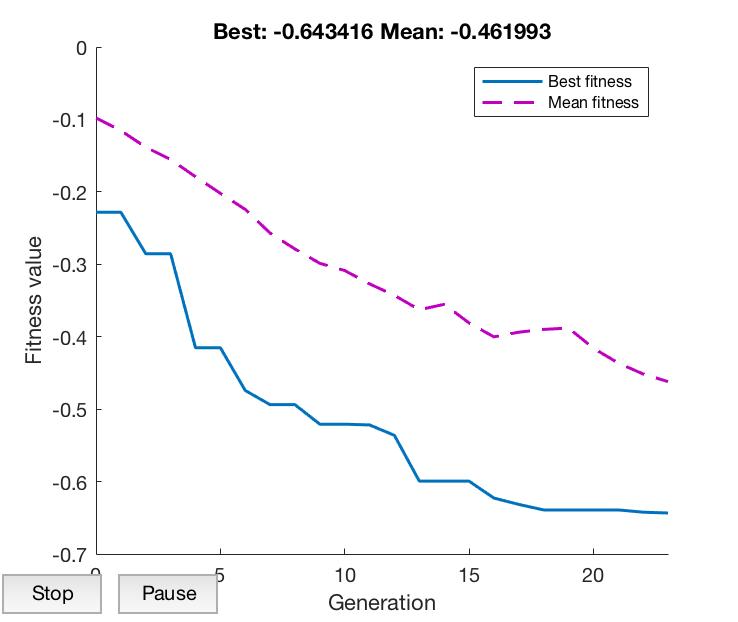 Best: -0.643416 Mean: -0.461993
Best fitness
Mean fitness
0
-0.1
-0.2
-0.3
-0.4
-0.5
-0.6
-0.7
Fitness value
0 5 10 15 20
Generation
Stop
Pause